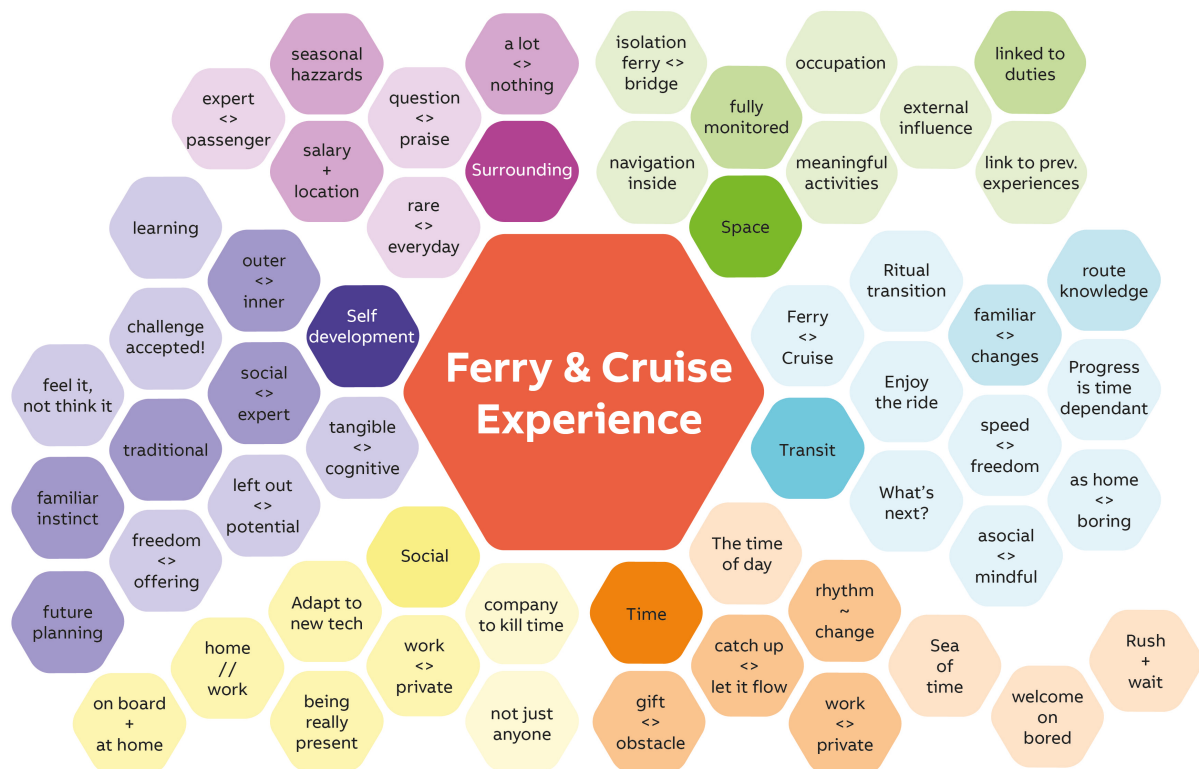 Ferry & Cruise
Experience
Surrounding
a lot
<>
nothing
seasonal
hazzards
question
<>
praise
expert
<>
passenger
salary
+
location
rare
<>
everyday
Space
isolation
ferry <>
bridge
fully
monitored
occupation
linked to
duties
external
influence
navigation
inside
meaningful
activities
link to prev.
experiences
Self
development
learning
outer
<>
inner
challenge
accepted!
social
<>
expert
feel it,
not think it
traditional
tangible
<>
cognitive
familiar
instinct
left out
<>
potential
freedom
<>
offering
future
planning
Transit
Ferry
<>
Cruise
Ritual
transition
route
knowledge
familiar
<>
changes
Enjoy
the ride
Progress
is time
dependant
speed
<>
freedom
What's
next?
as home
<>
boring
asocial
<>
mindful
Social
Adapt to
new tech
company
to kill time
home
//
work
work
<>
private
on board
+
at home
being
really
present
not just
anyone
Time
The time
of day
rhythm
~
change
catch up
<>
let it flow
Sea
of
time
Rush
+
wait
gift
<>
obstacle
work
<>
private
welcome
on
bored